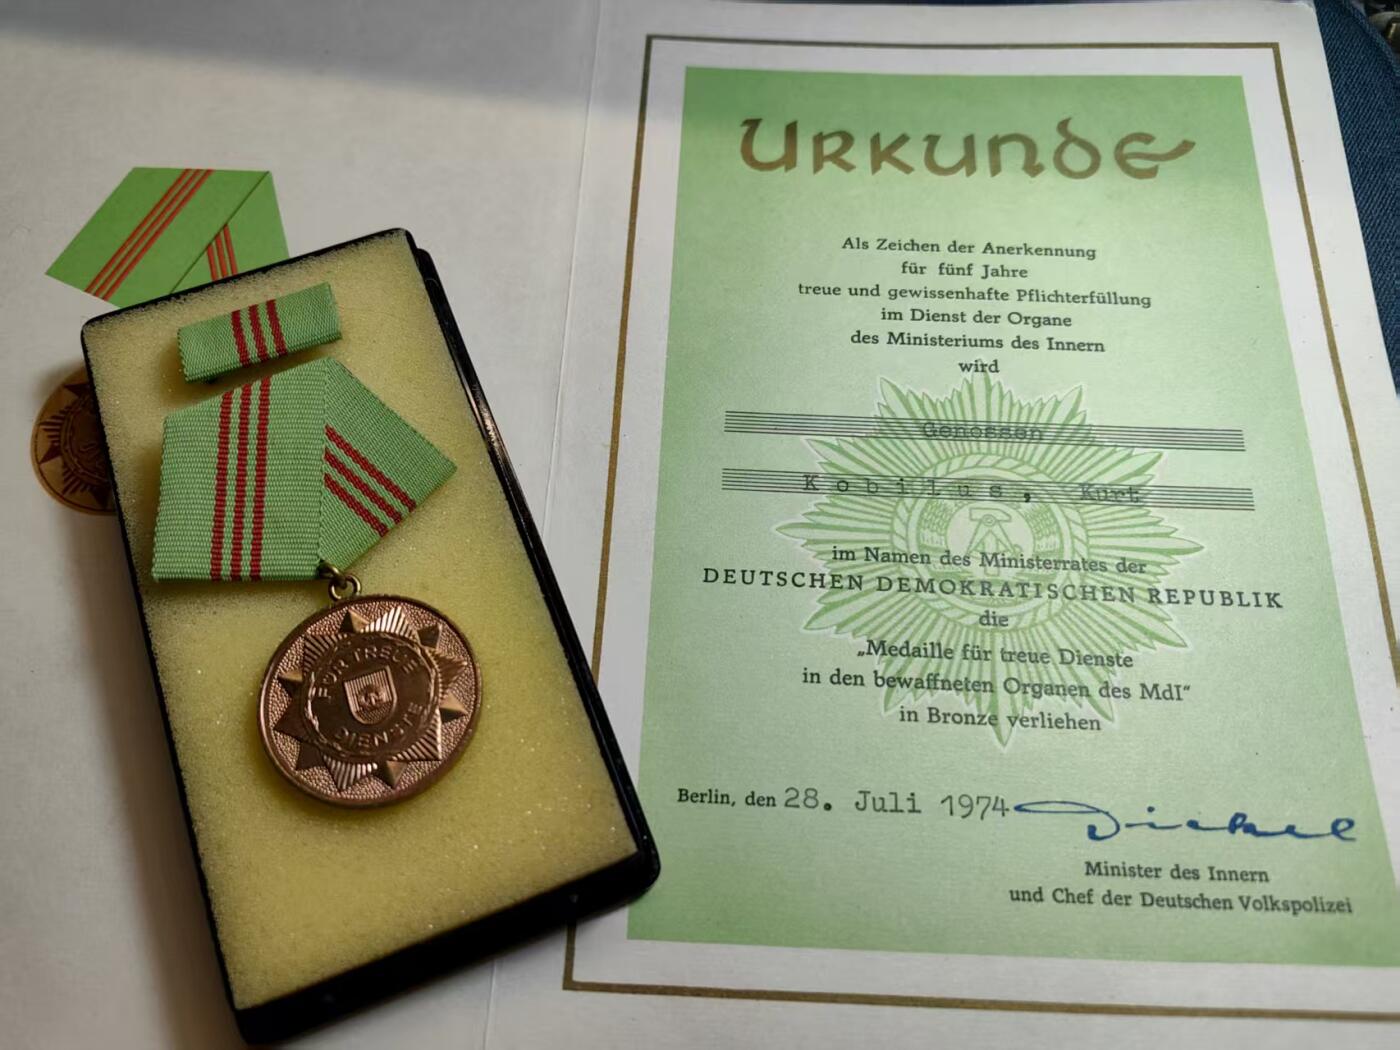 FÜR TREUE
DIENSTE
Urkunde
Als Zeichen der Anerkennung
für fünf Jahre
treue und gewissenhafte Pflichterfüllung
im Dienst der Organe
des Ministeriums des Innern
wird
Genossen
Kobilus, Kurt
im Namen des Ministerrates der
DEUTSCHEN DEMOKRATISCHEN REPUBLIK
die
„Medaille für treue Dienste
in den bewaffneten Organen des MdI“
in Bronze verliehen
Berlin, den 28. Juli 1974 Dickel
Minister des Innern
und Chef der Deutschen Volkspolizei